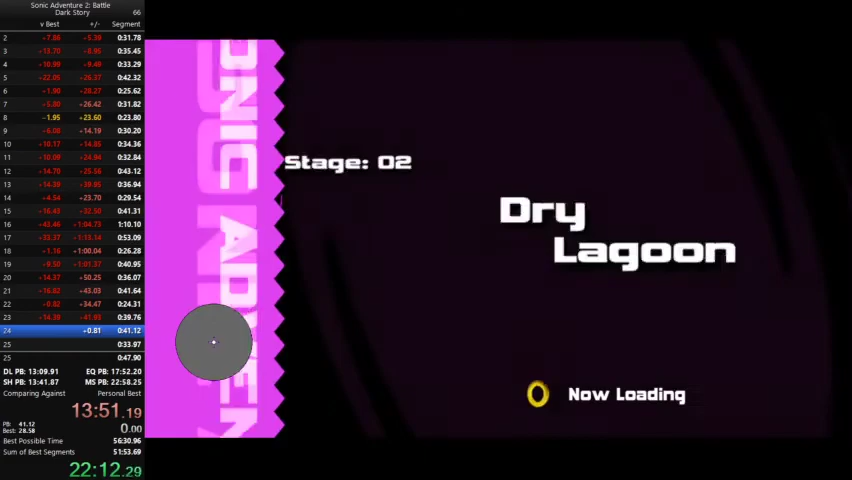 Sonic Adventure 2: Battle
Dark Story 66
v Best +/- Segment
2 -7.86 -5.39 0:31.78
3 +13.70 -8.95 0:35.45
4 +10.99 -9.49 0:33.29
5 +22.05 +26.37 0:42.32
6 -1.90 +28.27 0:25.62
7 +5.80 +26.42 0:31.82
8 -1.95 +23.60 0:23.80
9 +6.08 +14.19 0:30.20
10 +10.17 +14.85 0:34.36
11 +10.09 +24.94 0:32.84
12 +14.70 +25.56 0:43.12
13 +14.39 +39.95 0:36.94
14 +4.54 +23.70 0:29.54
15 +16.43 +32.50 0:41.31
16 +43.46 +1:04.73 1:10.10
17 +33.37 +1:13.14 0:53.09
18 -1.16 +1:00.04 0:26.28
19 +9.50 +1:01.37 0:40.95
20 +14.37 +50.25 0:36.07
21 +16.82 +43.03 0:41.64
22 +0.82 +34.47 0:24.31
23 +14.38 +41.93 0:39.76
24 +0.81 0:41.12
25 0:33.97
25 0:47.90
DL PB: 13:09.91 EQ PB: 17:52.20
SH PB: 13:41.87 MS PB: 22:58.25
Comparing Against Personal Best
13:51.19
PB: 41.12
Best: 28.58 0.00
Best Possible Time 56:30.96
Sum of Best Segments 51:53.69
22:12.29
Stage: 02
Dry
Lagoon
Now Loading